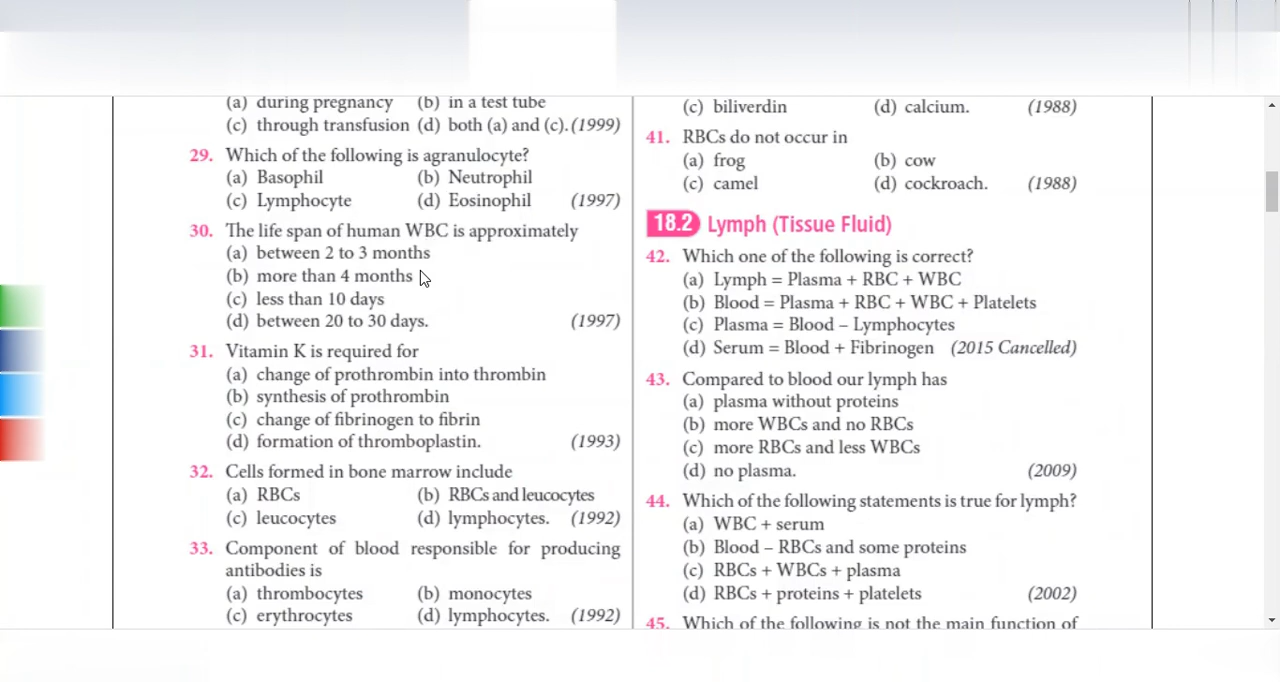 (a) during pregnancy (b) in a test tube
(c) through transfusion (d) both (a) and (c). (1999)
29. Which of the following is agranulocyte?
(a) Basophil (b) Neutrophil
(c) Lymphocyte (d) Eosinophil (1997)
30. The life span of human WBC is approximately
(a) between 2 to 3 months
(b) more than 4 months
(c) less than 10 days
(d) between 20 to 30 days. (1997)
31. Vitamin K is required for
(a) change of prothrombin into thrombin
(b) synthesis of prothrombin
(c) change of fibrinogen to fibrin
(d) formation of thromboplastin. (1993)
32. Cells formed in bone marrow include
(a) RBCs (b) RBCs and leucocytes
(c) leucocytes (d) lymphocytes. (1992)
33. Component of blood responsible for producing
antibodies is
(a) thrombocytes (b) monocytes
(c) erythrocytes (d) lymphocytes. (1992)
(c) biliverdin (d) calcium. (1988)
41. RBCs do not occur in
(a) frog (b) cow
(c) camel (d) cockroach. (1988)
18.2 Lymph (Tissue Fluid)
42. Which one of the following is correct?
(a) Lymph = Plasma + RBC + WBC
(b) Blood = Plasma + RBC + WBC + Platelets
(c) Plasma = Blood – Lymphocytes
(d) Serum = Blood + Fibrinogen (2015 Cancelled)
43. Compared to blood our lymph has
(a) plasma without proteins
(b) more WBCs and no RBCs
(c) more RBCs and less WBCs
(d) no plasma. (2009)
44. Which of the following statements is true for lymph?
(a) WBC + serum
(b) Blood – RBCs and some proteins
(c) RBCs + WBCs + plasma
(d) RBCs + proteins + platelets (2002)
45. Which of the following is not the main function of